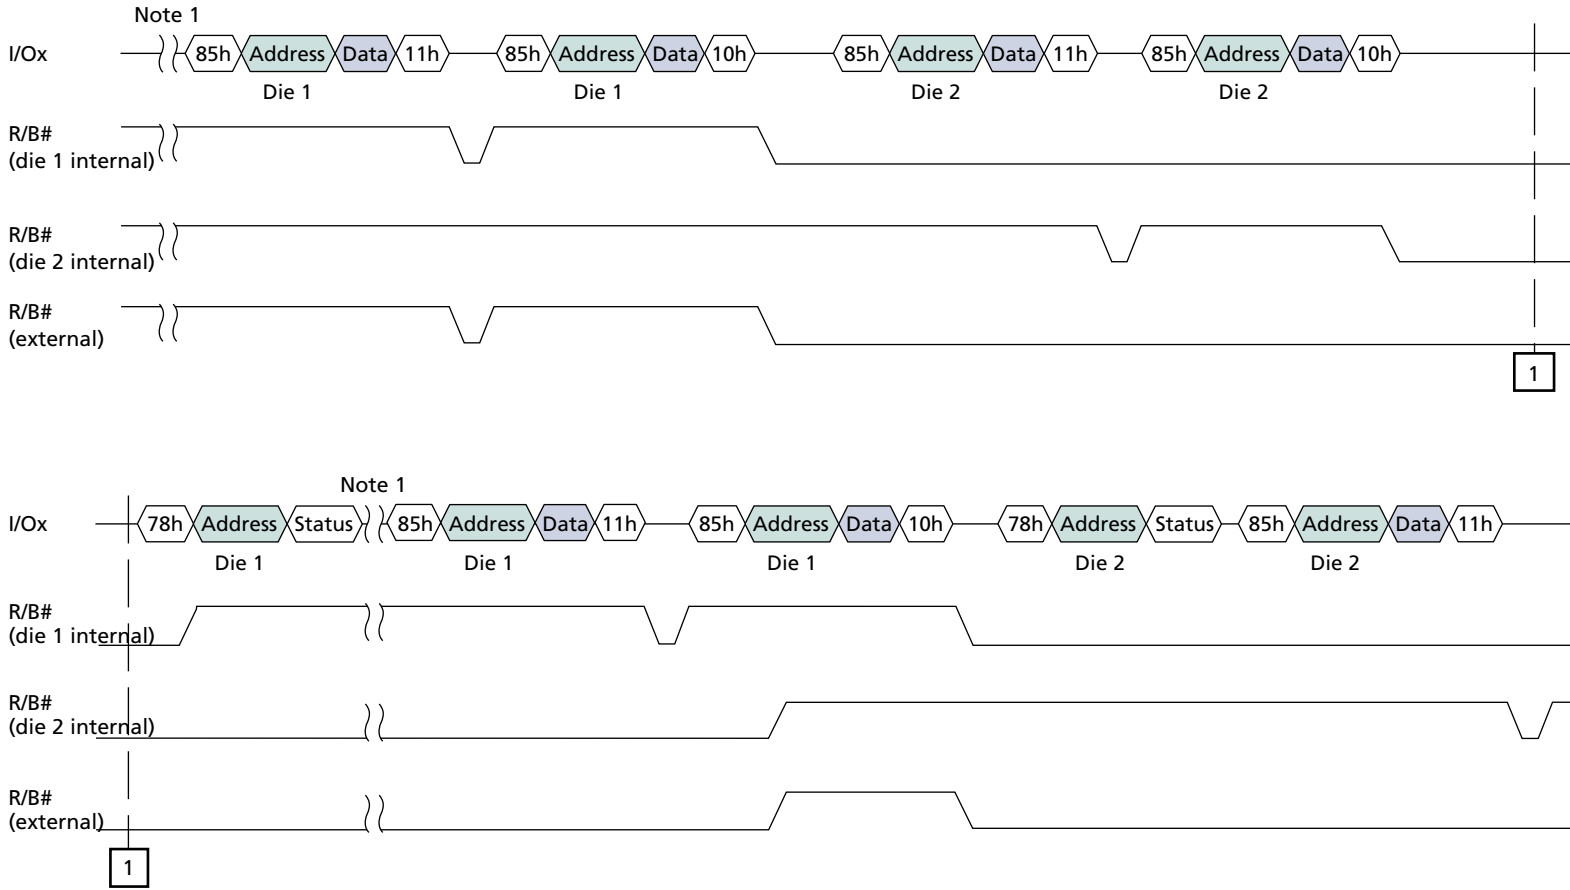 Note 1
I/Ox 85h Address Data 11h 85h Address Data 10h 85h Address Data 11h 85h Address Data 10h
Die 1 Die 1 Die 2 Die 2
R/B#
(die 1 internal)
R/B#
(die 2 internal)
R/B#
(external)
1
Note 1
I/Ox 78h Address Status 85h Address Data 11h 85h Address Data 10h 78h Address Status 85h Address Data 11h
Die 1 Die 1 Die 1 Die 2 Die 2
R/B#
(die 1 internal)
R/B#
(die 2 internal)
R/B#
(external)
1